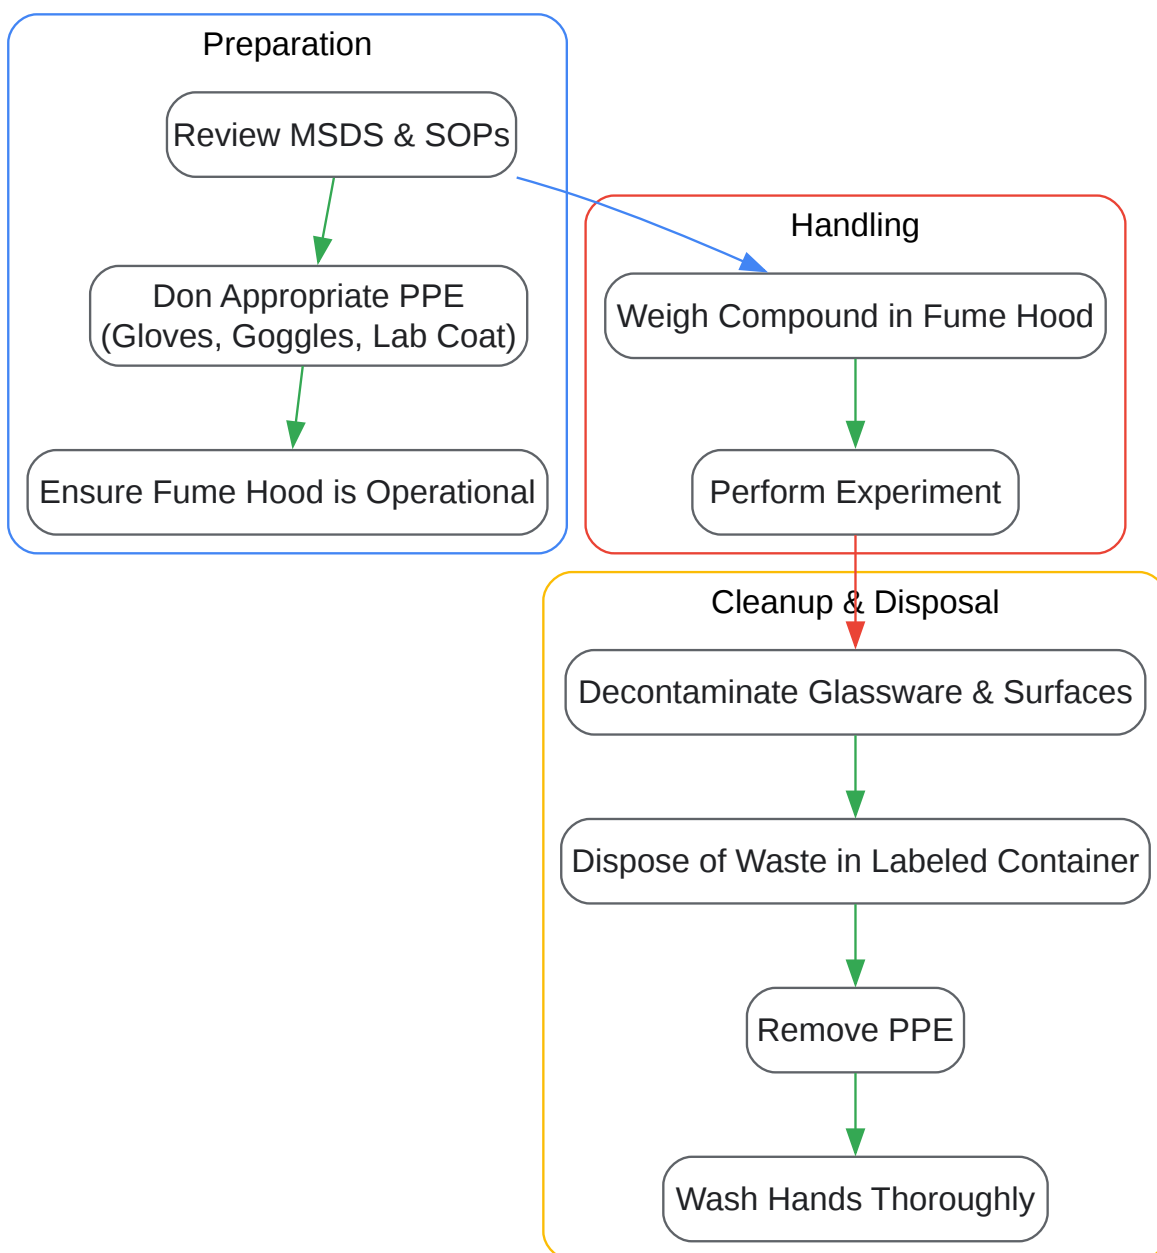 Preparation
Review MSDS & SOPs
Don Appropriate PPE
(Gloves, Goggles, Lab Coat)
Ensure Fume Hood is Operational
Handling
Weigh Compound in Fume Hood
Perform Experiment
Cleanup & Disposal
Decontaminate Glassware & Surfaces
Dispose of Waste in Labeled Container
Remove PPE
Wash Hands Thoroughly